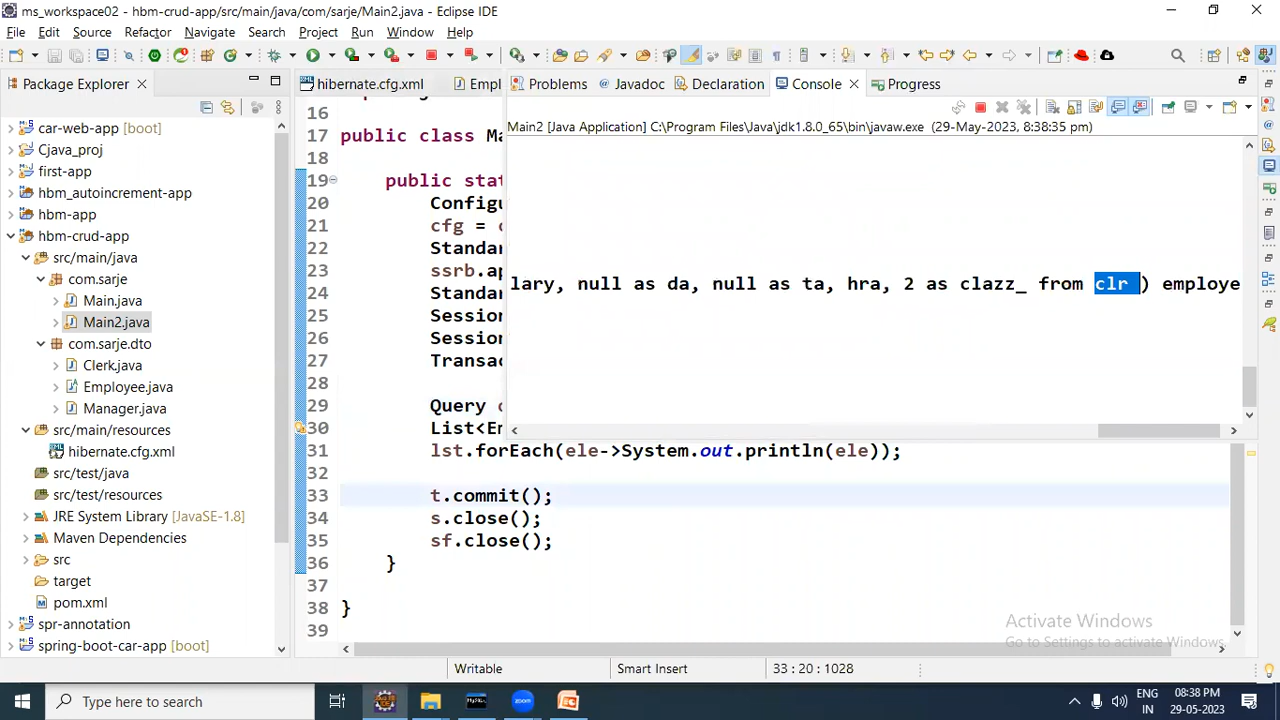 ms_workspace02 - hbm-crud-app/src/main/java/com/sarje/Main2.java - Eclipse IDE
File Edit Source Refactor Navigate Search Project Run Window Help
Package Explorer
car-web-app [boot]
Cjava_proj
first-app
hbm_autoincrement-app
hbm-app
hbm-crud-app
src/main/java
com.sarje
Main.java
Main2.java
com.sarje.dto
Clerk.java
Employee.java
Manager.java
src/main/resources
hibernate.cfg.xml
src/test/java
src/test/resources
JRE System Library [JavaSE-1.8]
Maven Dependencies
src
target
pom.xml
spr-annotation
spring-boot-car-app [boot]
hibernate.cfg.xml Empl
16
17 public class Ma
18
19 public stat
20 Configu
21 cfg = c
22 Standar
23 ssrb.ap
24 Standar
25 Session
26 Session
27 Transac
28
29 Query q
30 List<Em
31 lst.forEach(ele->System.out.println(ele));
32
33 t.commit();
34 s.close();
35 sf.close();
36 }
37
38 }
39
Problems @ Javadoc Declaration Console Progress
Main2 [Java Application] C:\Program Files\Java\jdk1.8.0_65\bin\javaw.exe (29-May-2023, 8:38:35 pm)
lary, null as da, null as ta, hra, 2 as clazz_ from clr ) employe
Activate Windows
Go to Settings to activate Windows.
Writable Smart Insert 33 : 20 : 1028
Type here to search
ENG
IN
08:38 PM
29-05-2023